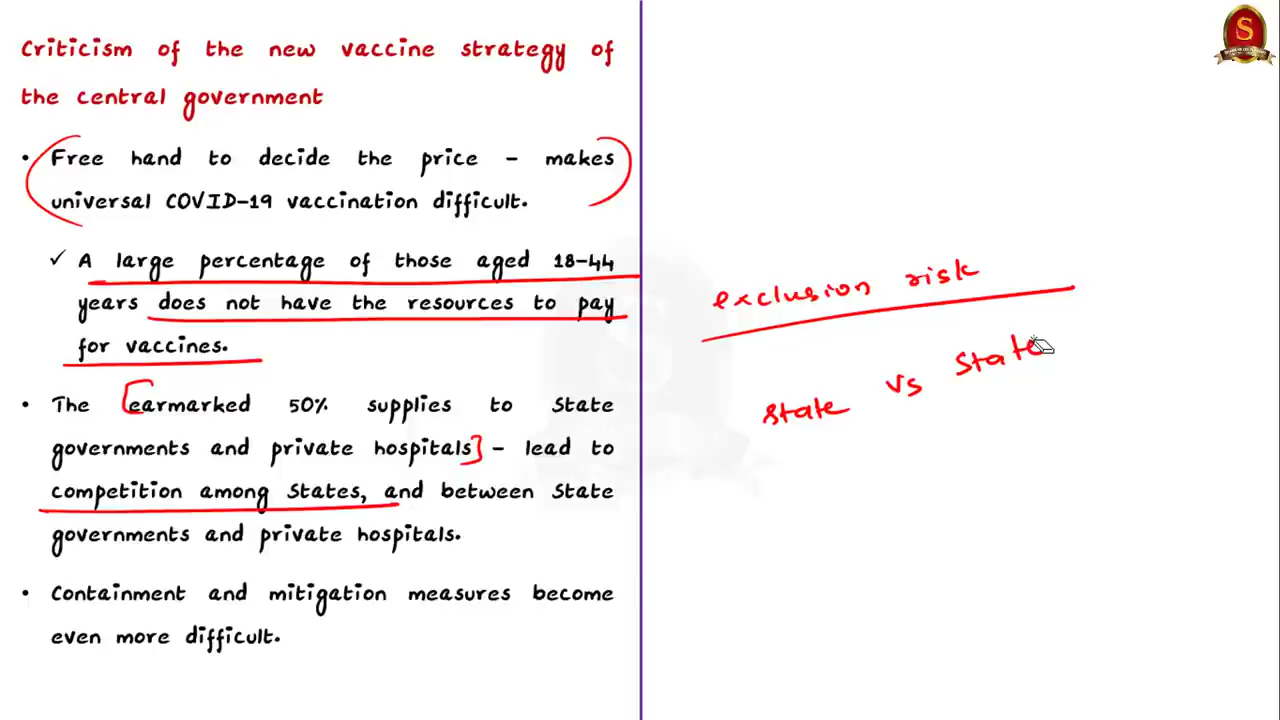 Criticism of the new vaccine strategy of
the central government
• Free hand to decide the price – makes
universal COVID-19 vaccination difficult.
✓ A large percentage of those aged 18-44
years does not have the resources to pay
for vaccines.
• The [earmarked 50% supplies to State
governments and private hospitals] – lead to
competition among States, and between State
governments and private hospitals.
• Containment and mitigation measures become
even more difficult.
exclusion risk
state vs state
S